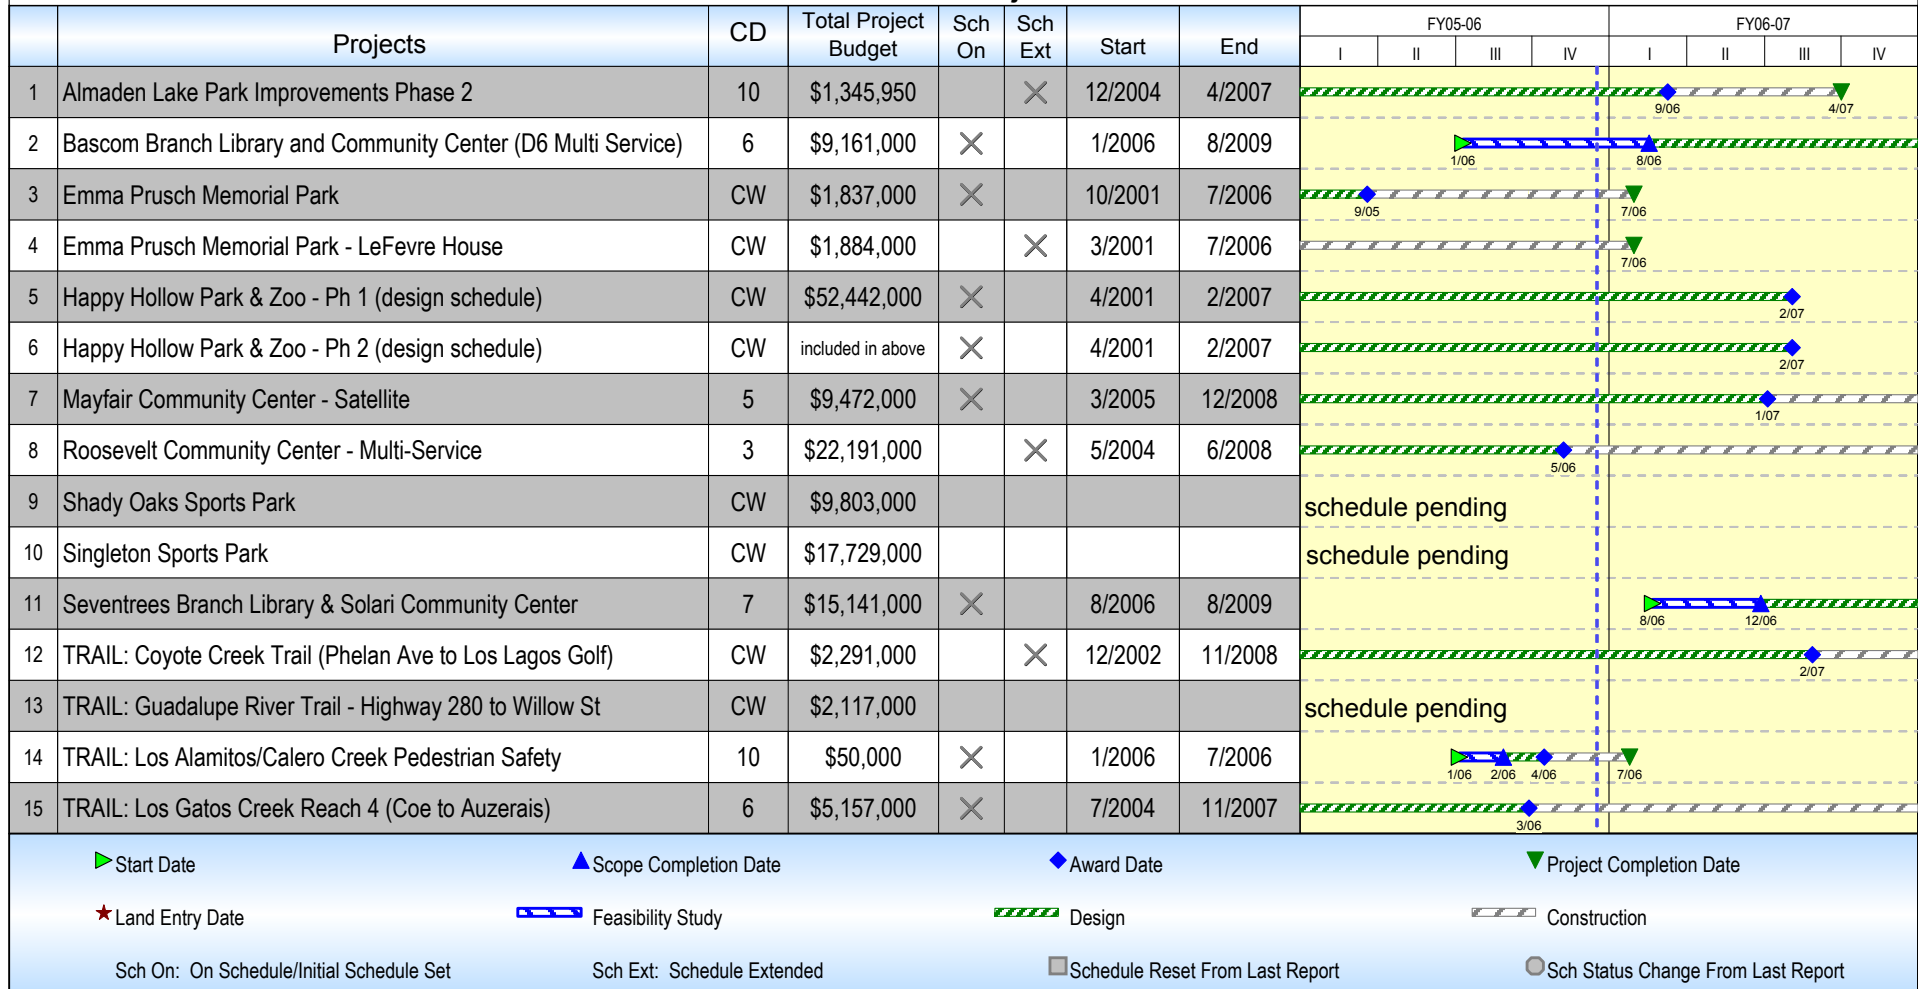 Projects CD Total Project Budget Sch On Sch Ext Start End FY05-06 FY06-07
I II III IV I II III IV
1 Almaden Lake Park Improvements Phase 2 10 $1,345,950 12/2004 4/2007 9/06 4/07
2 Bascom Branch Library and Community Center (D6 Multi Service) 6 $9,161,000 1/2006 8/2009 1/06 8/06
3 Emma Prusch Memorial Park CW $1,837,000 10/2001 7/2006 9/05 7/06
4 Emma Prusch Memorial Park - LeFevre House CW $1,884,000 3/2001 7/2006 7/06
5 Happy Hollow Park & Zoo - Ph 1 (design schedule) CW $52,442,000 4/2001 2/2007 2/07
6 Happy Hollow Park & Zoo - Ph 2 (design schedule) CW included in above 4/2001 2/2007 2/07
7 Mayfair Community Center - Satellite 5 $9,472,000 3/2005 12/2008 1/07
8 Roosevelt Community Center - Multi-Service 3 $22,191,000 5/2004 6/2008 5/06
9 Shady Oaks Sports Park CW $9,803,000 schedule pending
10 Singleton Sports Park CW $17,729,000 schedule pending
11 Seventrees Branch Library & Solari Community Center 7 $15,141,000 8/2006 8/2009 8/06 12/06
12 TRAIL: Coyote Creek Trail (Phelan Ave to Los Lagos Golf) CW $2,291,000 12/2002 11/2008 2/07
13 TRAIL: Guadalupe River Trail - Highway 280 to Willow St CW $2,117,000 schedule pending
14 TRAIL: Los Alamitos/Calero Creek Pedestrian Safety 10 $50,000 1/2006 7/2006 1/06 2/06 4/06 7/06
15 TRAIL: Los Gatos Creek Reach 4 (Coe to Auzerais) 6 $5,157,000 7/2004 11/2007 3/06
Start Date Scope Completion Date Award Date Project Completion Date
Land Entry Date Feasibility Study Design Construction
Sch On: On Schedule/Initial Schedule Set Sch Ext: Schedule Extended Schedule Reset From Last Report Sch Status Change From Last Report